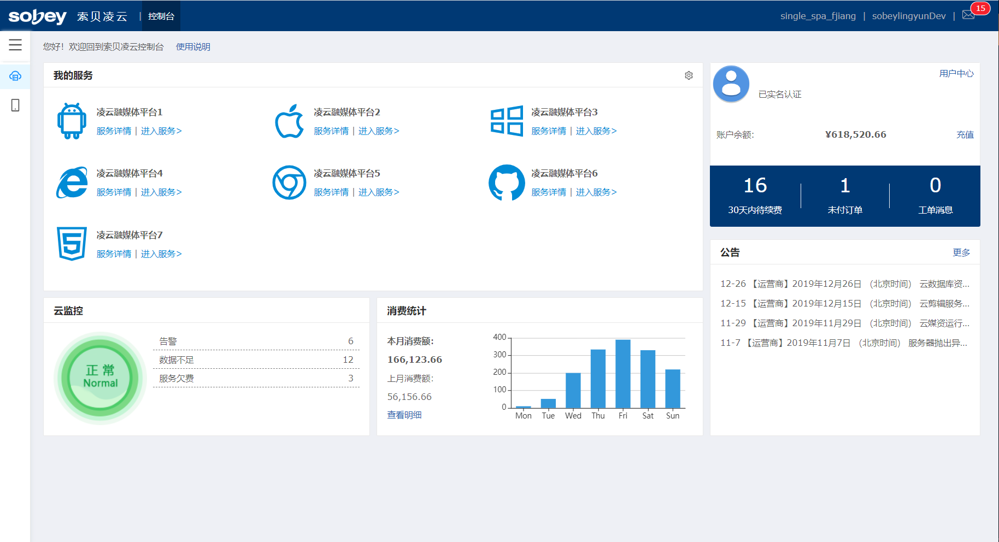 sobey 索贝凌云 | 控制台 single_spa_fjiang | sobeylingyunDev | 15
您好！欢迎回到索贝凌云控制台 使用说明
我的服务
凌云融媒体平台1
服务详情 | 进入服务>
凌云融媒体平台2
服务详情 | 进入服务>
凌云融媒体平台3
服务详情 | 进入服务>
凌云融媒体平台4
服务详情 | 进入服务>
凌云融媒体平台5
服务详情 | 进入服务>
凌云融媒体平台6
服务详情 | 进入服务>
凌云融媒体平台7
服务详情 | 进入服务>
用户中心
已实名认证
账户余额: ¥618,520.66 充值
16 1 0
30天内待续费 未付订单 工单消息
公告 更多
12-26 【运营商】2019年12月26日 （北京时间） 云数据库资...
12-15 【运营商】2019年12月15日 （北京时间） 云剪辑服务...
11-29 【运营商】2019年11月29日 （北京时间） 云媒资运行...
11-7 【运营商】2019年11月7日 （北京时间） 服务器抛出异...
云监控
正常
Normal
告警 6
数据不足 12
服务欠费 3
消费统计
本月消费额:
166,123.66
上月消费额:
56,156.66
查看明细
400
300
200
100
0
Mon Tue Wed Thu Fri Sat Sun